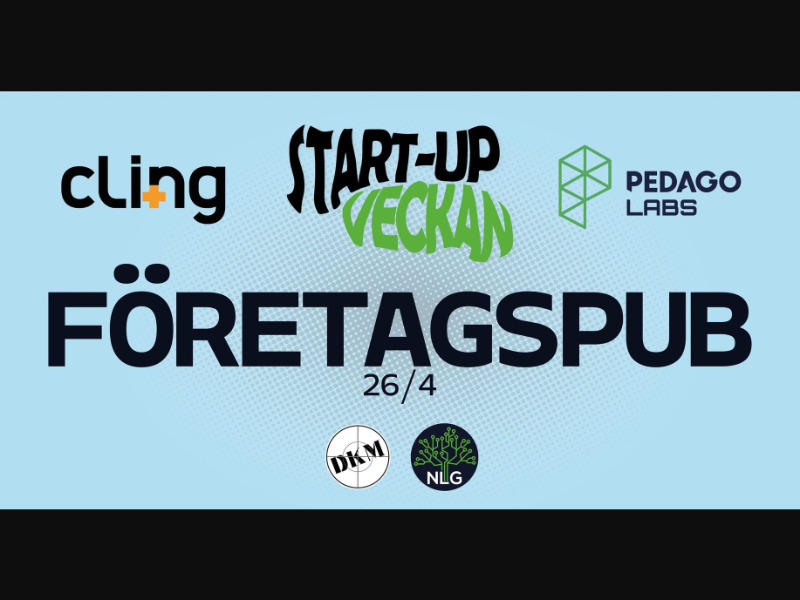 cling
START-UP
VECKAN
PEDAGO
LABS
FÖRETAGSPUB
26/4
DKM
NLG